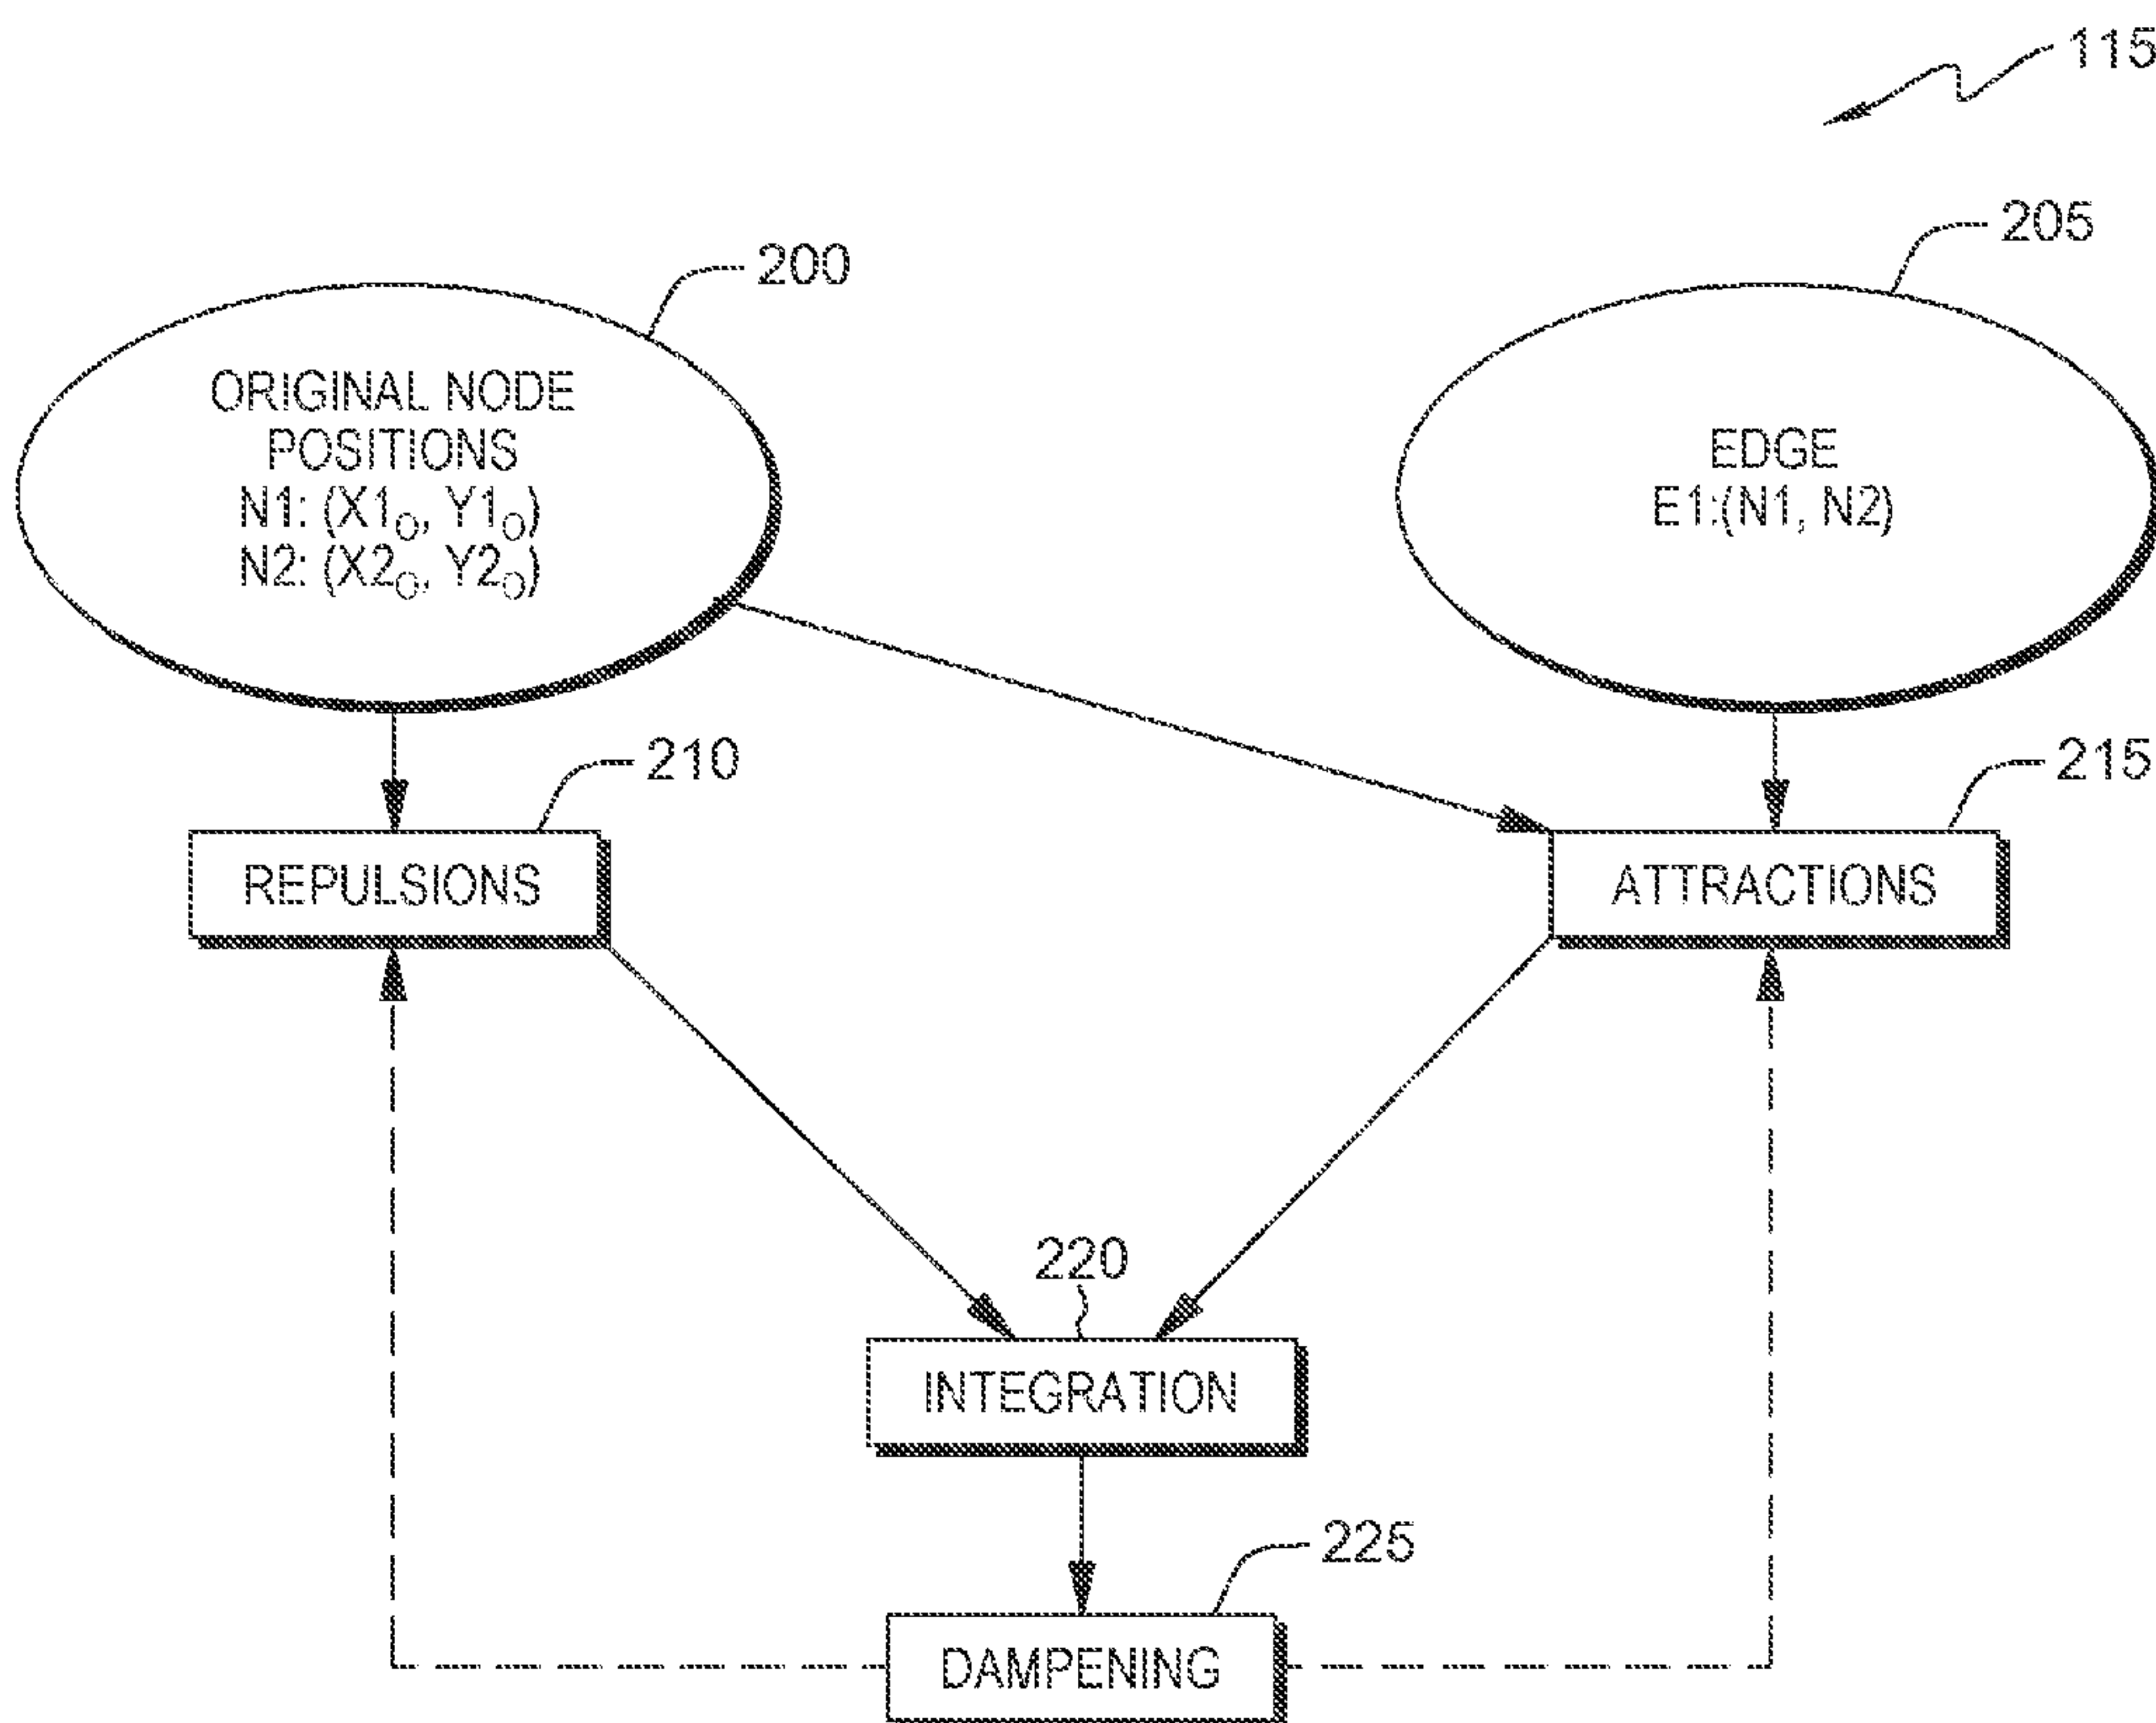 115
205
200
ORIGINAL NODE
POSITIONS
N1: (X1O, Y1O)
N2: (X2O, Y2O)
EDGE
E1:(N1, N2)
210
215
REPULSIONS
ATTRACTIONS
220
INTEGRATION
225
DAMPENING